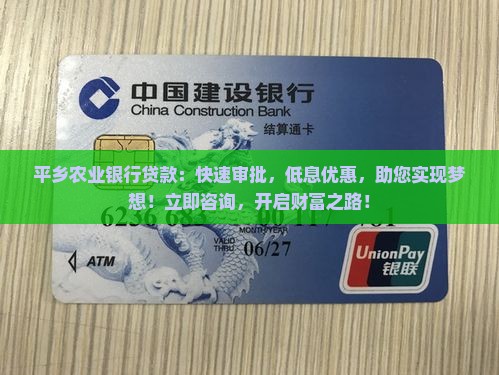 中国建设银行
China Construction Bank
结算通卡
平乡农业银行贷款：快速审批，低息优惠，助您实现梦
想！立即咨询，开启财富之路！
MONTH/YEAR
VALID
THRU
06/27
ATM
UnionPay
银联